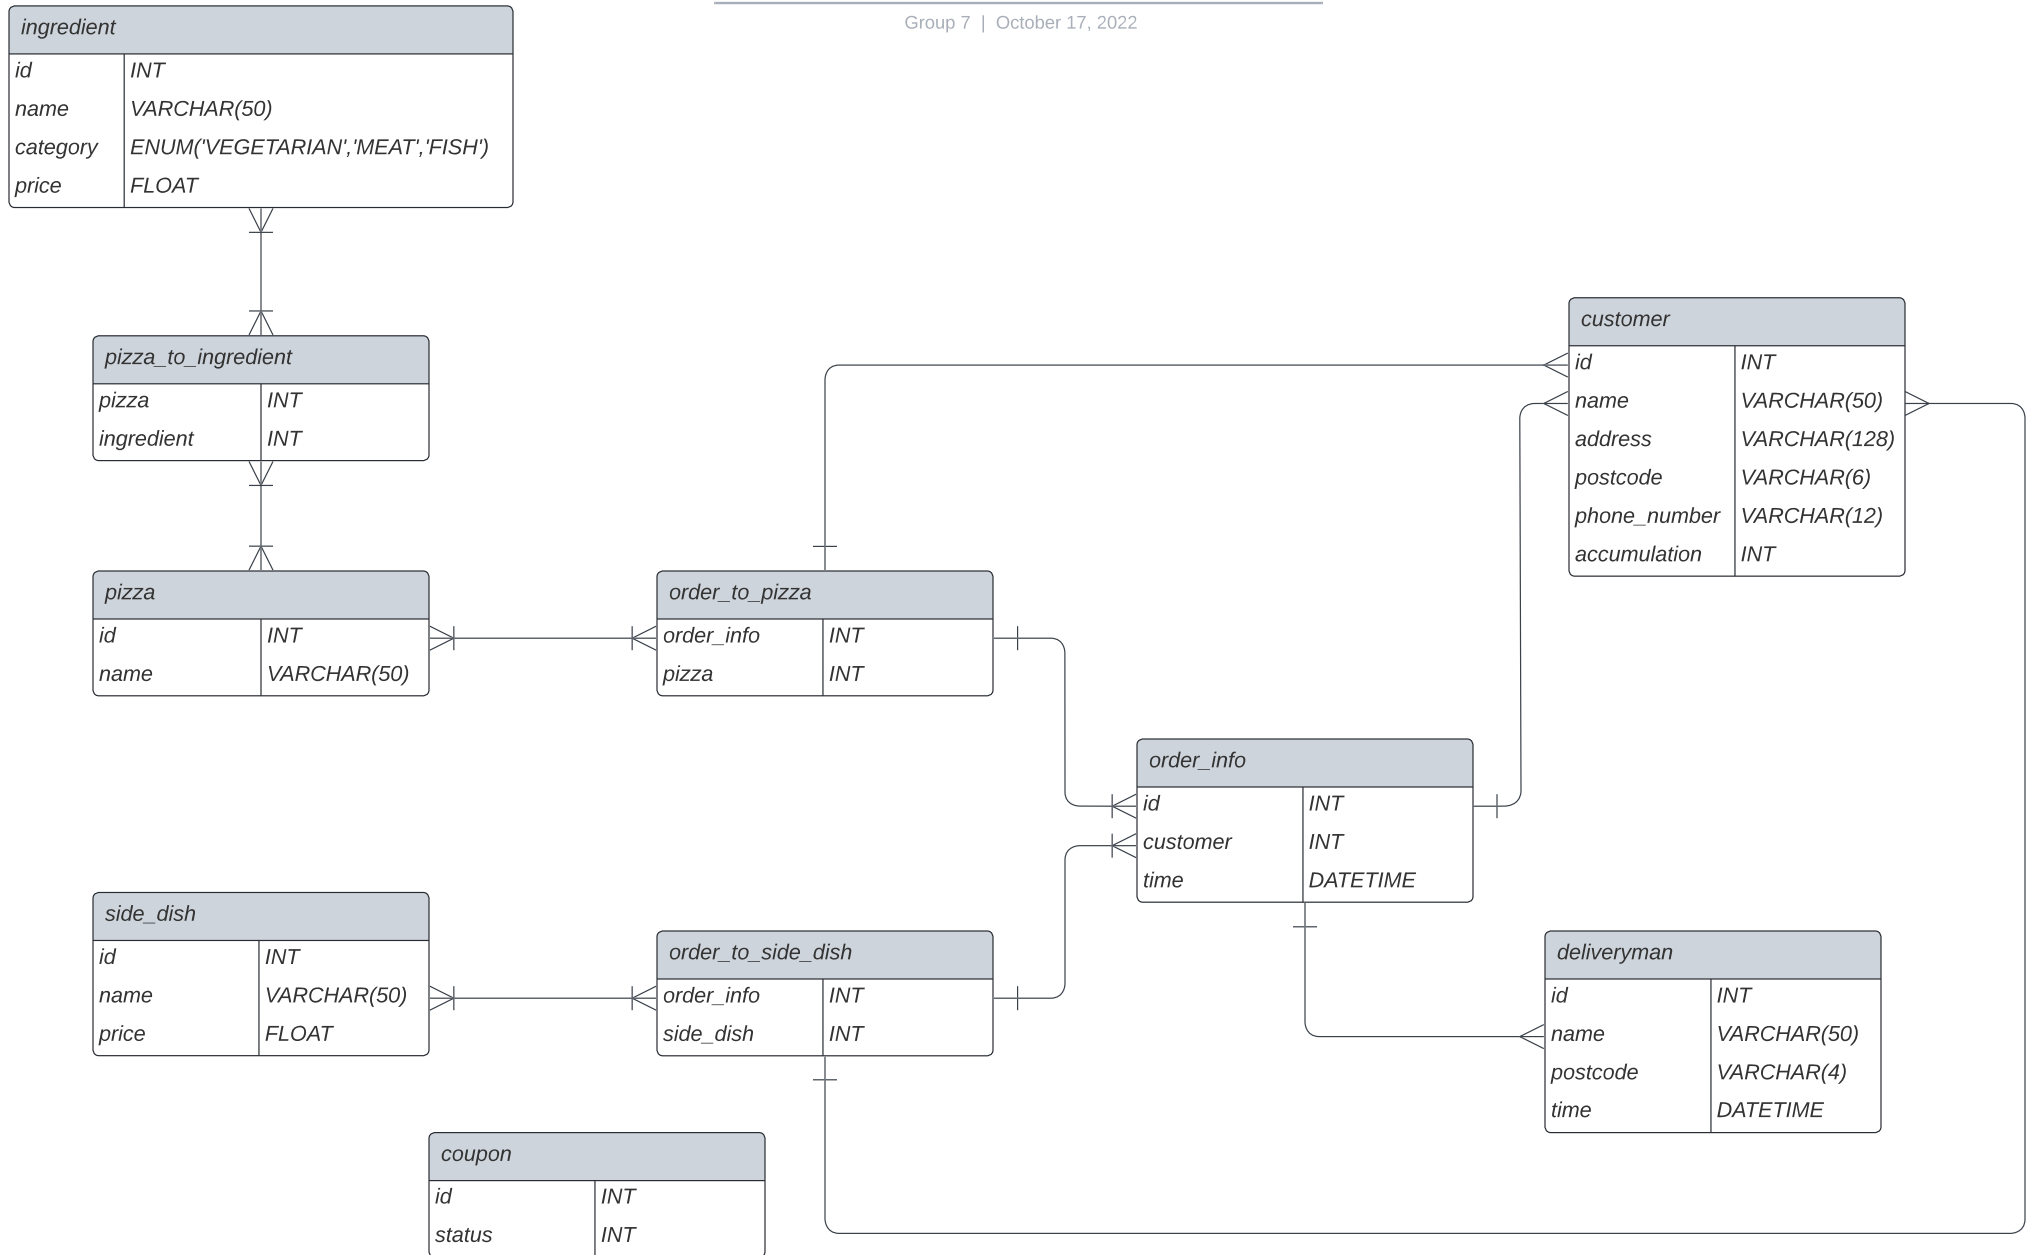 Group 7 | October 17, 2022
ingredient
id INT
name VARCHAR(50)
category ENUM('VEGETARIAN','MEAT','FISH')
price FLOAT
pizza_to_ingredient
pizza INT
ingredient INT
customer
id INT
name VARCHAR(50)
address VARCHAR(128)
postcode VARCHAR(6)
phone_number VARCHAR(12)
accumulation INT
pizza
id INT
name VARCHAR(50)
order_to_pizza
order_info INT
pizza INT
order_info
id INT
customer INT
time DATETIME
side_dish
id INT
name VARCHAR(50)
price FLOAT
order_to_side_dish
order_info INT
side_dish INT
deliveryman
id INT
name VARCHAR(50)
postcode VARCHAR(4)
time DATETIME
coupon
id INT
status INT